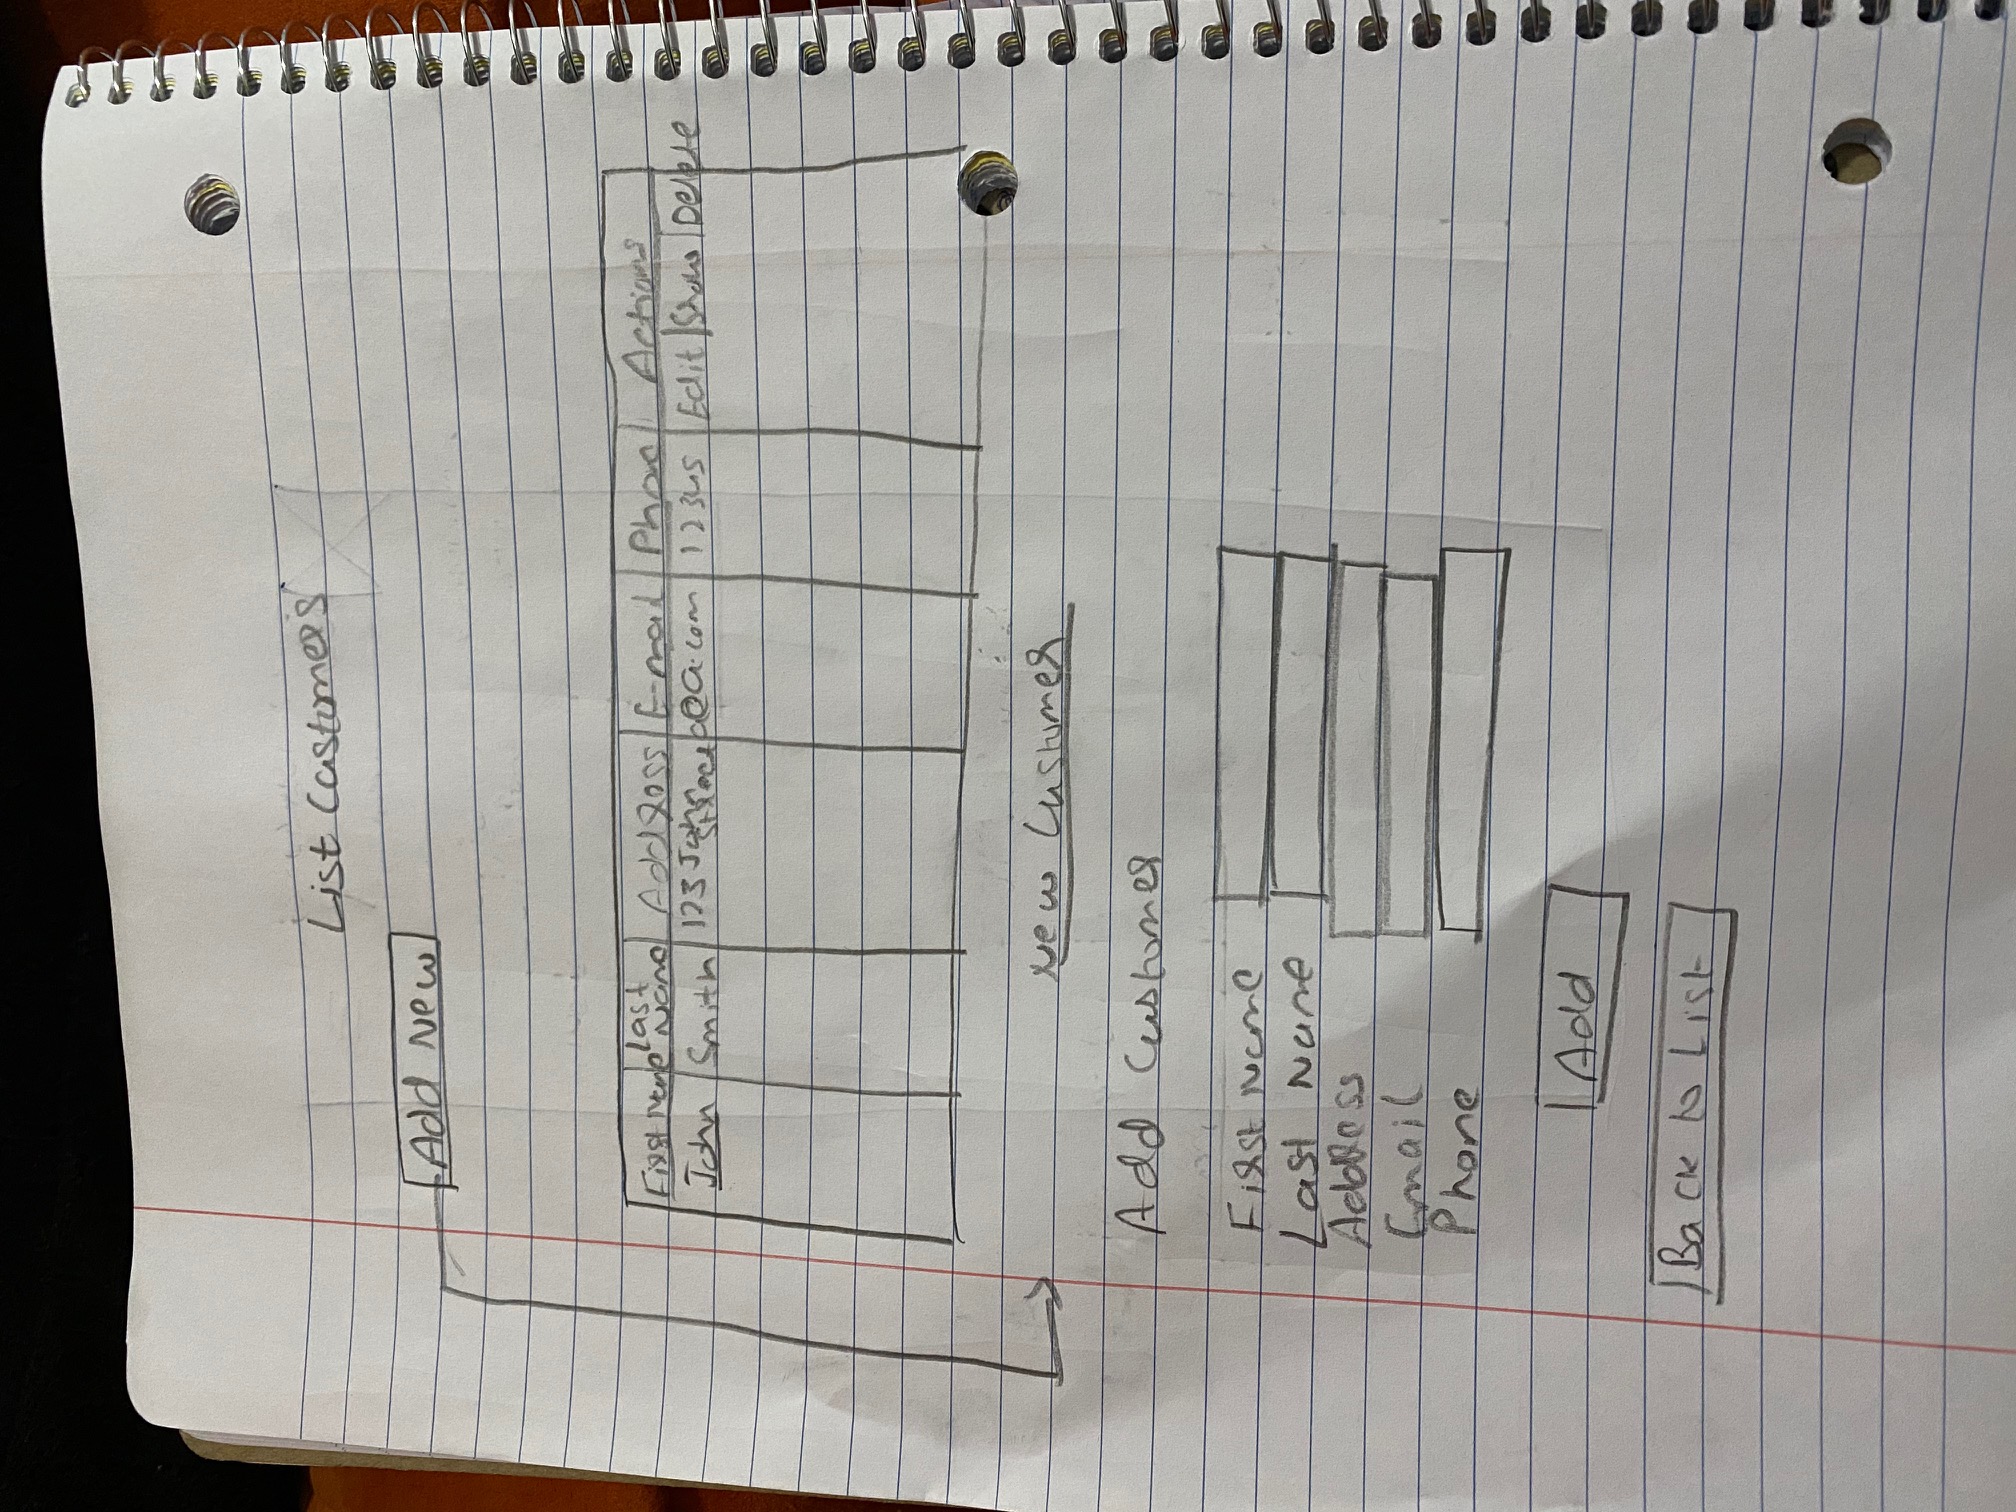 List Customers
Add New
First Name Last Name Address E-mail Phone Actions
John Smith 123 John Street a@a.com 12345 Edit Show Delete
New Customer
Add Customer
First Name
Last Name
Address
Email
Phone
Add
Back to List